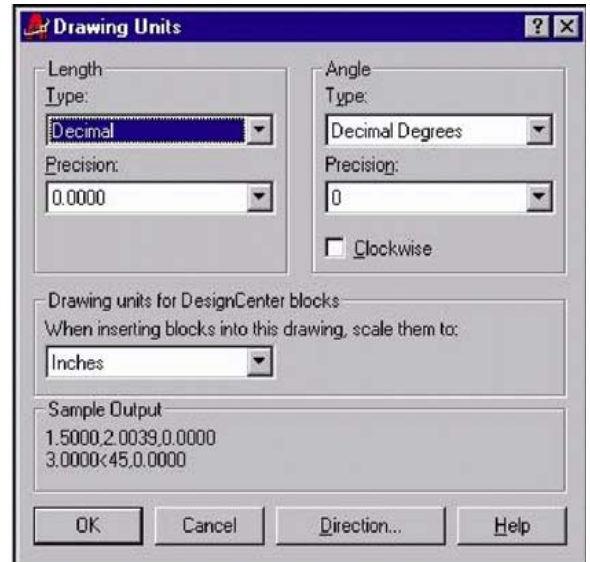 Drawing Units
Length
Type:
Decimal
Precision:
0.0000
Angle
Type:
Decimal Degrees
Precision:
0
Clockwise
Drawing units for DesignCenter blocks
When inserting blocks into this drawing, scale them to:
Inches
Sample Output
1.5000,2.0039,0.0000
3.0000<45,0.0000
OK Cancel Direction... Help